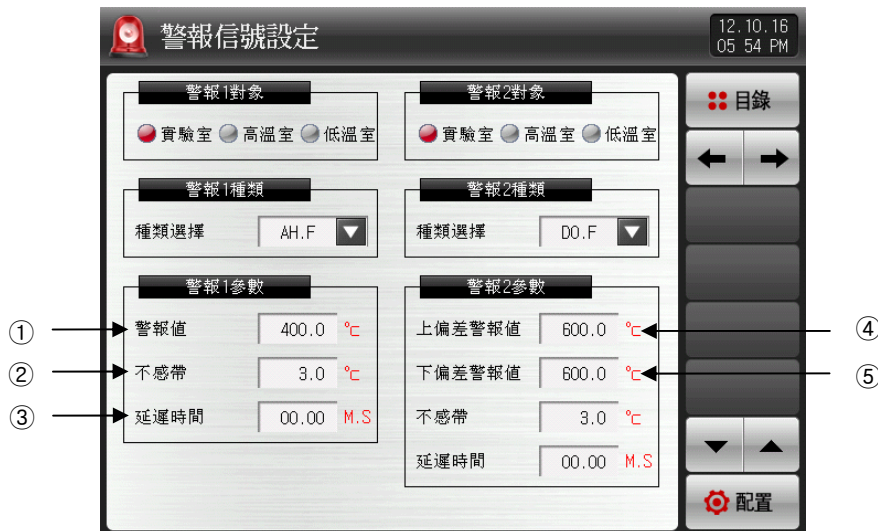 警報信號設定
12.10.16
05 54 PM
警報1對象
實驗室 高溫室 低溫室
警報2對象
實驗室 高溫室 低溫室
警報1種類
種類選擇 AH.F
警報2種類
種類選擇 DO.F
警報1參數
① 警報值 400.0 ℃
② 不感帶 3.0 ℃
③ 延遲時間 00.00 M.S
警報2參數
上偏差警報值 600.0 ℃ ④
下偏差警報值 600.0 ℃ ⑤
不感帶 3.0 ℃
延遲時間 00.00 M.S
目錄
配置